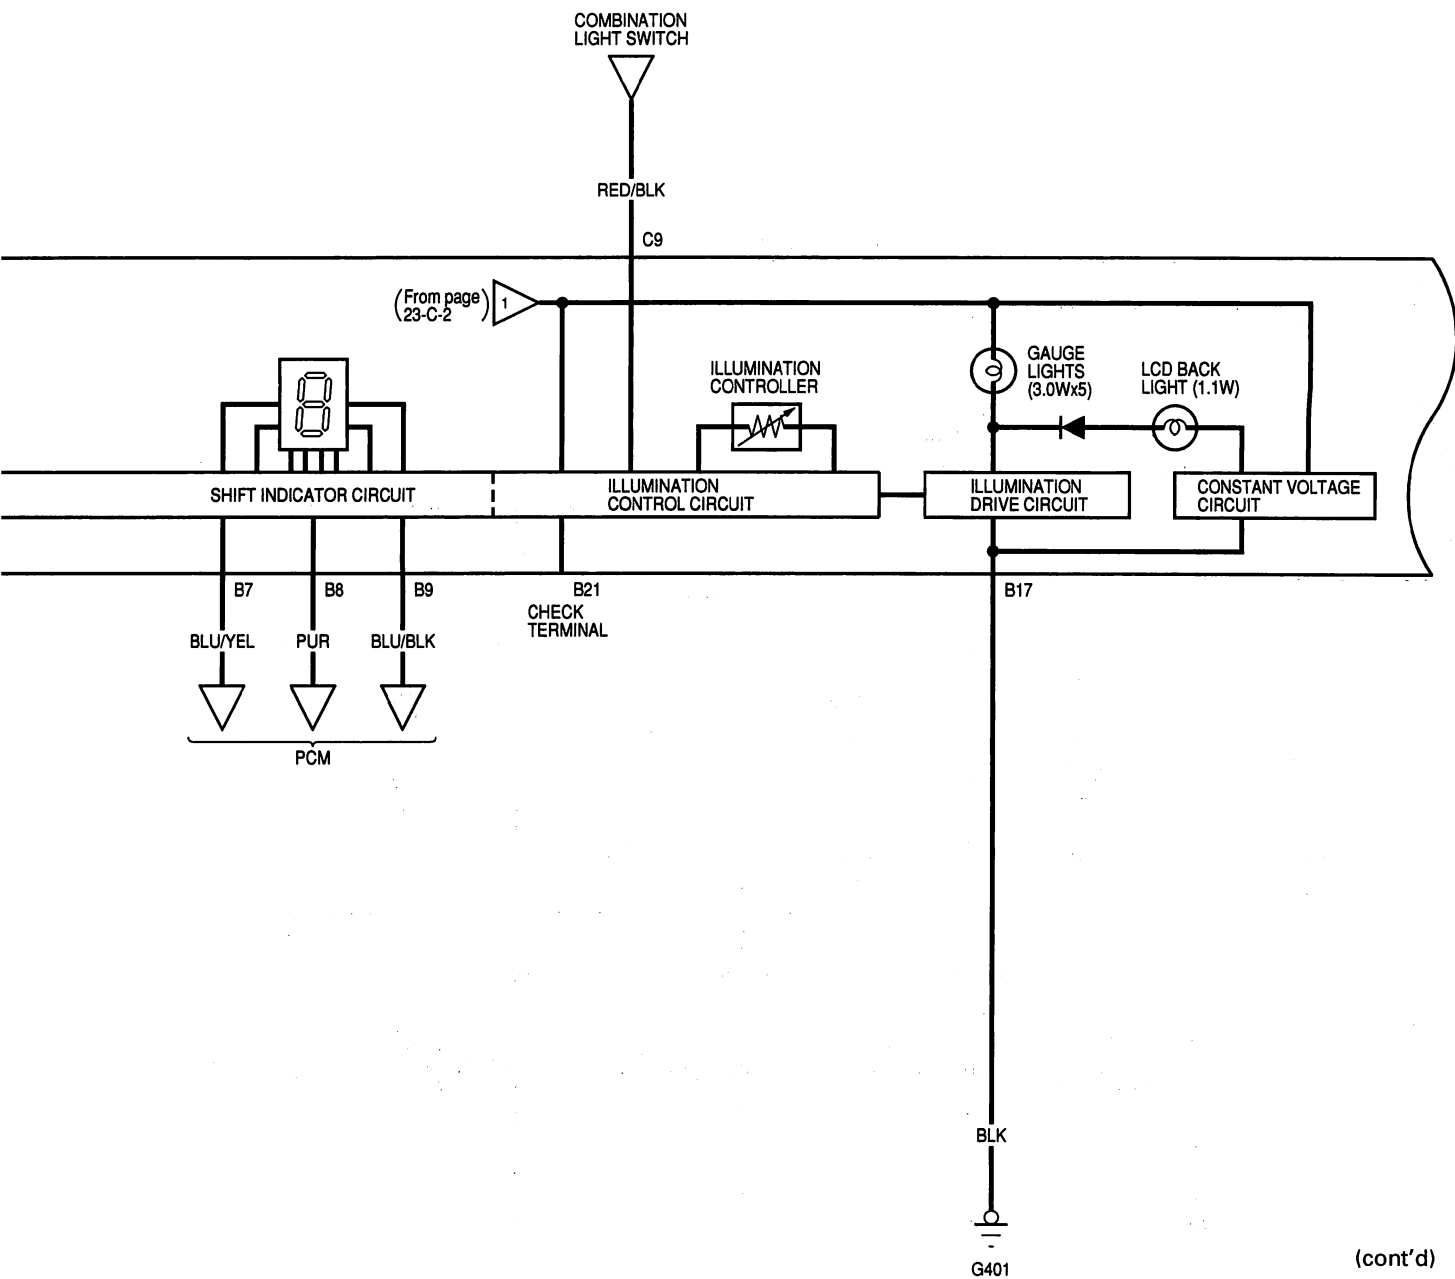 COMBINATION
LIGHT SWITCH
RED/BLK
C9
(From page
23-C-2)
1
GAUGE
LIGHTS
(3.0Wx5)
LCD BACK
LIGHT (1.1W)
ILLUMINATION
CONTROLLER
SHIFT INDICATOR CIRCUIT
ILLUMINATION
CONTROL CIRCUIT
ILLUMINATION
DRIVE CIRCUIT
CONSTANT VOLTAGE
CIRCUIT
B7
B8
B9
B21
B17
CHECK
TERMINAL
BLU/YEL
PUR
BLU/BLK
PCM
BLK
G401
(cont'd)